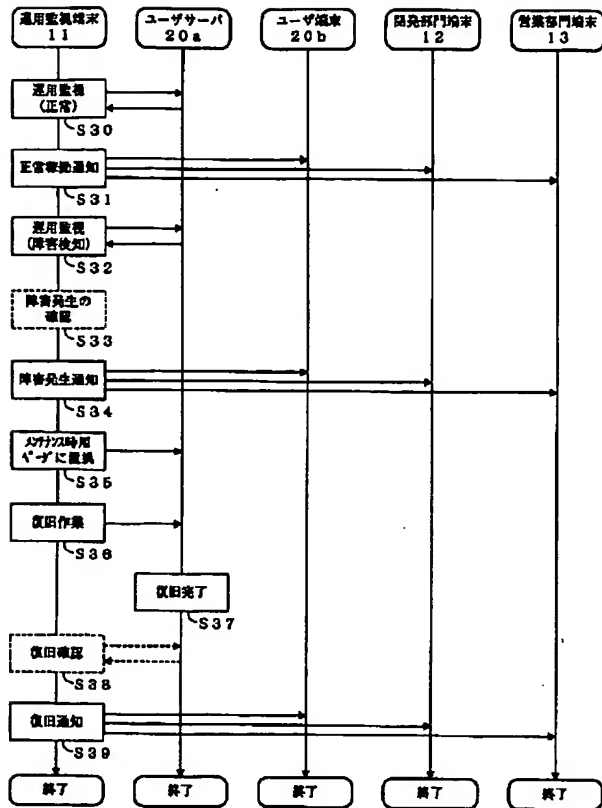 運用監視端末
11
ユーザサーバ
20a
ユーザ端末
20b
開発部門端末
12
営業部門端末
13
運用監視
(正常)
S30
正常稼働通知
S31
運用監視
(障害検知)
S32
障害発生の
確認
S33
障害発生通知
S34
メンテナンス時用
ページに置換
S35
復旧作業
S36
復旧完了
S37
復旧確認
S38
復旧通知
S39
終了
終了
終了
終了
終了